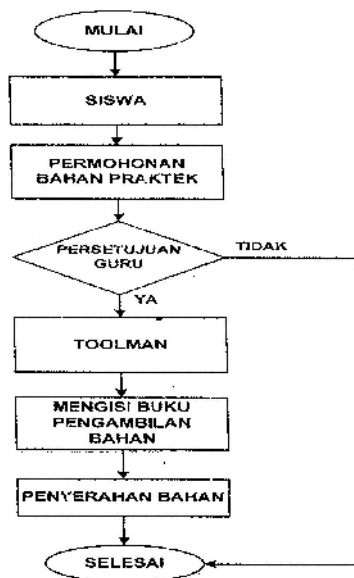 MULAI
SISWA
PERMOHONAN
BAHAN PRAKTEK
PERSETUJUAN
GURU
TIDAK
YA
TOOLMAN
MENGISI BUKU
PENGAMBILAN
BAHAN
PENYERAHAN BAHAN
SELESAI